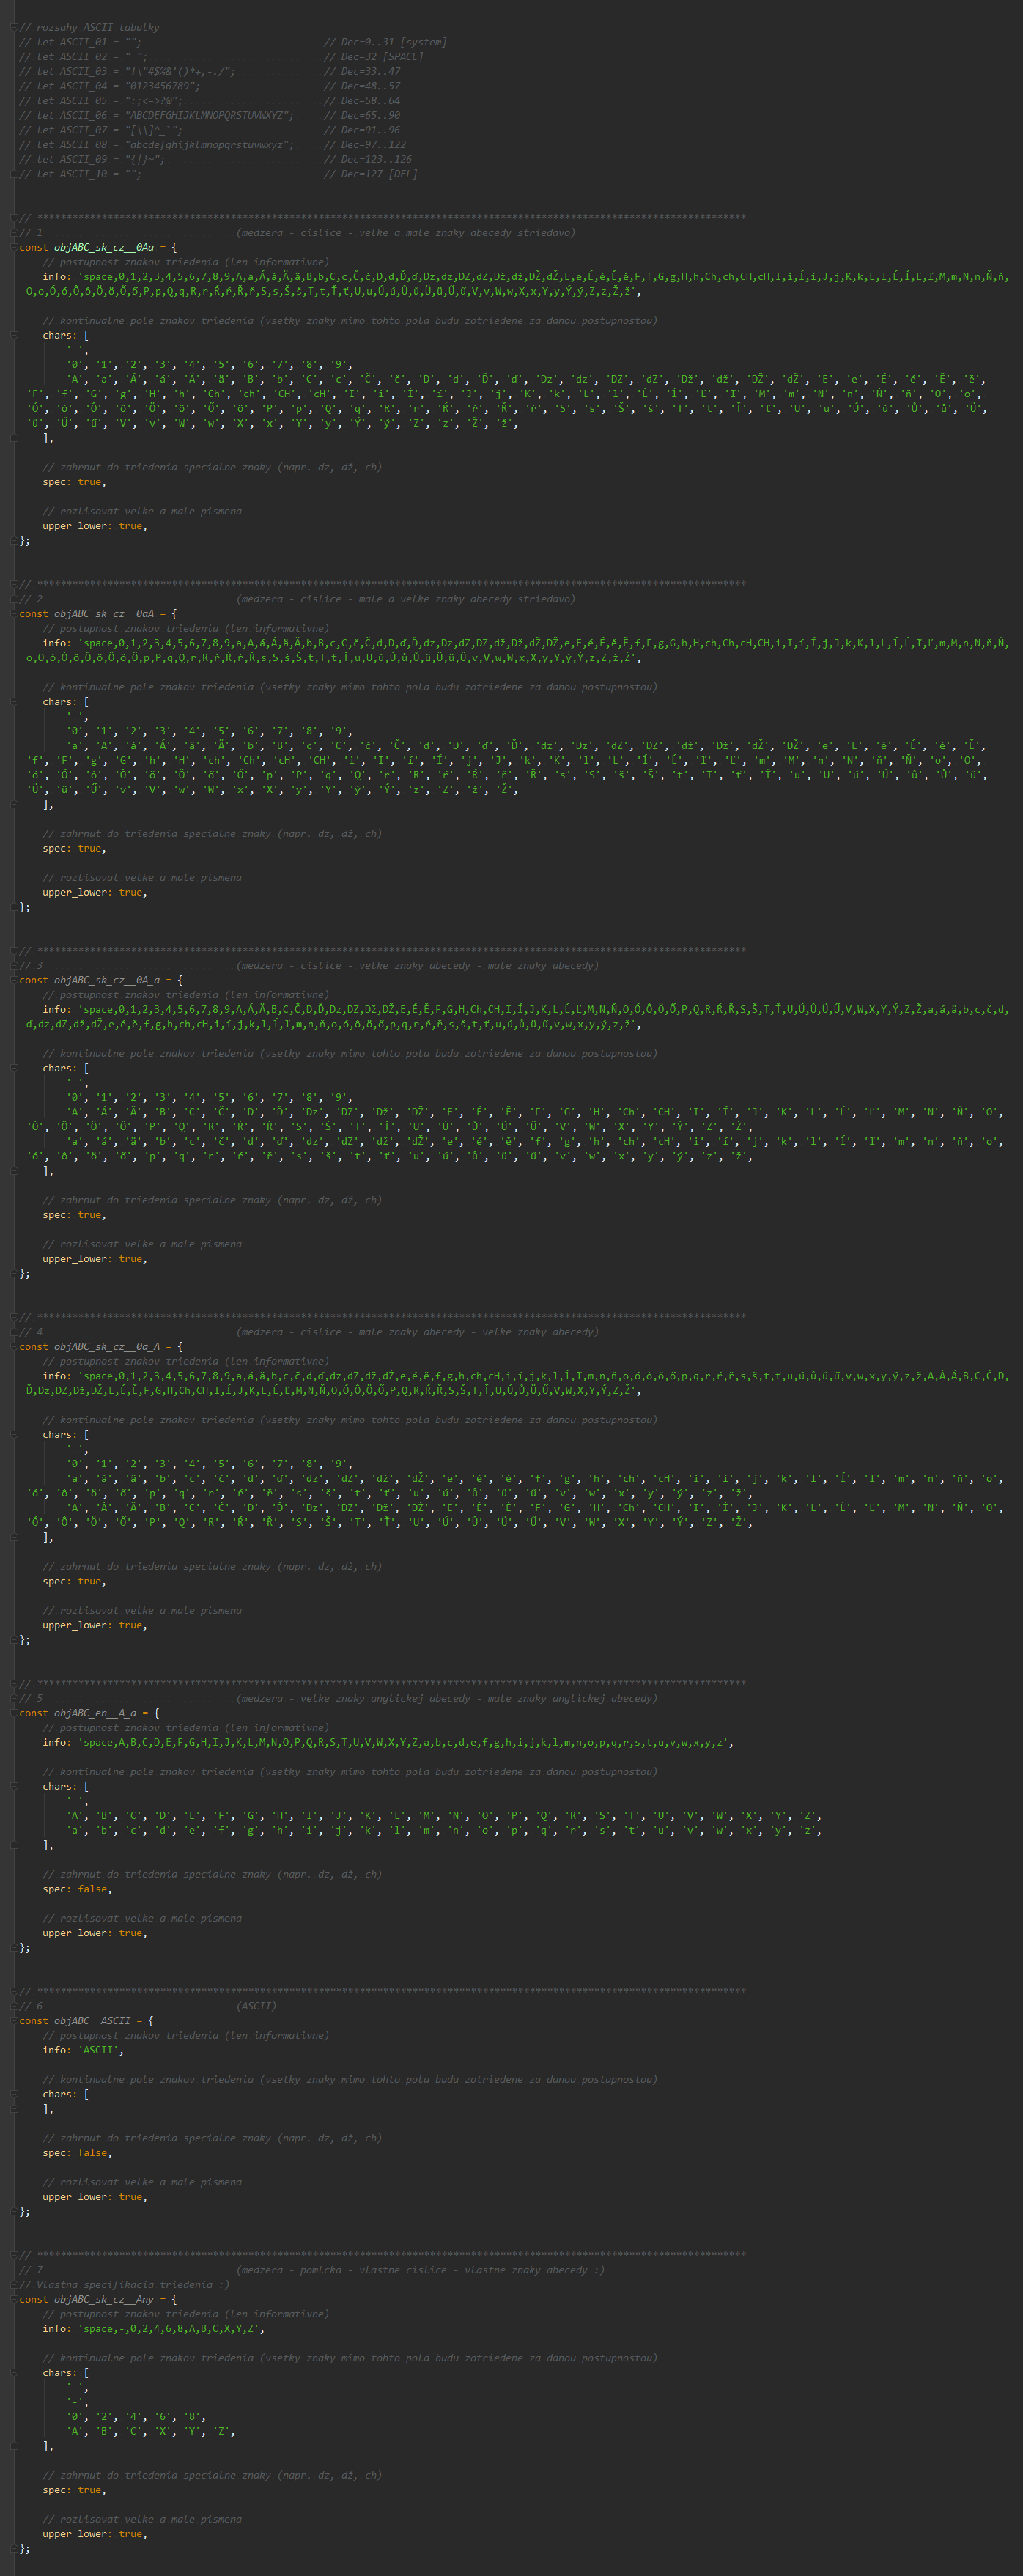 // rozsahy ASCII tabulky
// let ASCII_01 = ""; // Dec=0..31 [system]
// let ASCII_02 = " "; // Dec=32 [SPACE]
// let ASCII_03 = "!\"#$%&'()*+,-./"; // Dec=33..47
// let ASCII_04 = "0123456789"; // Dec=48..57
// let ASCII_05 = ":;<=>?@"; // Dec=58..64
// let ASCII_06 = "ABCDEFGHIJKLMNOPQRSTUVWXYZ"; // Dec=65..90
// let ASCII_07 = "[\\]^_`"; // Dec=91..96
// let ASCII_08 = "abcdefghijklmnopqrstuvwxyz"; // Dec=97..122
// let ASCII_09 = "{|}~"; // Dec=123..126
// let ASCII_10 = ""; // Dec=127 [DEL]
// *************************************************************************************************************************
// 1 (medzera - cislice - velke a male znaky abecedy striedavo)
const objABC_sk_cz__0Aa = {
// postupnost znakov triedenia (len informativne)
info: 'space,0,1,2,3,4,5,6,7,8,9,A,a,Á,á,Ä,ä,B,b,C,c,Č,č,D,d,Ď,ď,Dz,dz,DZ,dZ,Dž,dž,DŽ,dŽ,E,e,É,é,Ě,ě,F,f,G,g,H,h,Ch,ch,CH,cH,I,i,Í,í,J,j,K,k,L,l,Ĺ,ĺ,Ľ,ľ,M,m,N,n,Ň,ň,
O,o,Ó,ó,Ô,ô,Ö,ö,Ő,ő,P,p,Q,q,R,r,Ŕ,ŕ,Ř,ř,S,s,Š,š,T,t,Ť,ť,U,u,Ú,ú,Ů,ů,Ü,ü,Ű,ű,V,v,W,w,X,x,Y,y,Ý,ý,Z,z,Ž,ž',
// kontinualne pole znakov triedenia (vsetky znaky mimo tohto pola budu zotriedene za danou postupnostou)
chars: [
' ',
'0', '1', '2', '3', '4', '5', '6', '7', '8', '9',
'A', 'a', 'Á', 'á', 'Ä', 'ä', 'B', 'b', 'C', 'c', 'Č', 'č', 'D', 'd', 'Ď', 'ď', 'Dz', 'dz', 'DZ', 'dZ', 'Dž', 'dž', 'DŽ', 'dŽ', 'E', 'e', 'É', 'é', 'Ě', 'ě',
'F', 'f', 'G', 'g', 'H', 'h', 'Ch', 'ch', 'CH', 'cH', 'I', 'i', 'Í', 'í', 'J', 'j', 'K', 'k', 'L', 'l', 'Ĺ', 'ĺ', 'Ľ', 'ľ', 'M', 'm', 'N', 'n', 'Ň', 'ň', 'O', 'o',
'Ó', 'ó', 'Ô', 'ô', 'Ö', 'ö', 'Ő', 'ő', 'P', 'p', 'Q', 'q', 'R', 'r', 'Ŕ', 'ŕ', 'Ř', 'ř', 'S', 's', 'Š', 'š', 'T', 't', 'Ť', 'ť', 'U', 'u', 'Ú', 'ú', 'Ů', 'ů', 'Ü',
'ü', 'Ű', 'ű', 'V', 'v', 'W', 'w', 'X', 'x', 'Y', 'y', 'Ý', 'ý', 'Z', 'z', 'Ž', 'ž',
],
// zahrnut do triedenia specialne znaky (napr. dz, dž, ch)
spec: true,
// rozlisovat velke a male pismena
upper_lower: true,
};
// *************************************************************************************************************************
// 2 (medzera - cislice - male a velke znaky abecedy striedavo)
const objABC_sk_cz__0aA = {
// postupnost znakov triedenia (len informativne)
info: 'space,0,1,2,3,4,5,6,7,8,9,a,A,á,Á,ä,Ä,b,B,c,C,č,Č,d,D,ď,Ď,dz,Dz,dZ,DZ,dž,Dž,dŽ,DŽ,e,E,é,É,ě,Ě,f,F,g,G,h,H,ch,Ch,cH,CH,i,I,í,Í,j,J,k,K,l,L,ĺ,Ĺ,ľ,Ľ,m,M,n,N,ň,Ň,
o,O,ó,Ó,ô,Ô,ö,Ö,ő,Ő,p,P,q,Q,r,R,ŕ,Ŕ,ř,Ř,s,S,š,Š,t,T,ť,Ť,u,U,ú,Ú,ů,Ů,ü,Ü,ű,Ű,v,V,w,W,x,X,y,Y,ý,Ý,z,Z,ž,Ž',
// kontinualne pole znakov triedenia (vsetky znaky mimo tohto pola budu zotriedene za danou postupnostou)
chars: [
' ',
'0', '1', '2', '3', '4', '5', '6', '7', '8', '9',
'a', 'A', 'á', 'Á', 'ä', 'Ä', 'b', 'B', 'c', 'C', 'č', 'Č', 'd', 'D', 'ď', 'Ď', 'dz', 'Dz', 'dZ', 'DZ', 'dž', 'Dž', 'dŽ', 'DŽ', 'e', 'E', 'é', 'É', 'ě', 'Ě',
'f', 'F', 'g', 'G', 'h', 'H', 'ch', 'Ch', 'cH', 'CH', 'i', 'I', 'í', 'Í', 'j', 'J', 'k', 'K', 'l', 'L', 'ĺ', 'Ĺ', 'ľ', 'Ľ', 'm', 'M', 'n', 'N', 'ň', 'Ň', 'o', 'O',
'ó', 'Ó', 'ô', 'Ô', 'ö', 'Ö', 'ő', 'Ő', 'p', 'P', 'q', 'Q', 'r', 'R', 'ŕ', 'Ŕ', 'ř', 'Ř', 's', 'S', 'š', 'Š', 't', 'T', 'ť', 'Ť', 'u', 'U', 'ú', 'Ú', 'ů', 'Ů', 'ü',
'Ü', 'ű', 'Ű', 'v', 'V', 'w', 'W', 'x', 'X', 'y', 'Y', 'ý', 'Ý', 'z', 'Z', 'ž', 'Ž',
],
// zahrnut do triedenia specialne znaky (napr. dz, dž, ch)
spec: true,
// rozlisovat velke a male pismena
upper_lower: true,
};
// *************************************************************************************************************************
// 3 (medzera - cislice - velke znaky abecedy - male znaky abecedy)
const objABC_sk_cz__0A_a = {
// postupnost znakov triedenia (len informativne)
info: 'space,0,1,2,3,4,5,6,7,8,9,A,Á,Ä,B,C,Č,D,Ď,Dz,DZ,Dž,DŽ,E,É,Ě,F,G,H,Ch,CH,I,Í,J,K,L,Ĺ,Ľ,M,N,Ň,O,Ó,Ô,Ö,Ő,P,Q,R,Ŕ,Ř,S,Š,T,Ť,U,Ú,Ů,Ü,Ű,V,W,X,Y,Ý,Z,Ž,a,á,ä,b,c,č,d,
ď,dz,dZ,dž,dŽ,e,é,ě,f,g,h,ch,cH,i,í,j,k,l,ĺ,ľ,m,n,ň,o,ó,ô,ö,ő,p,q,r,ŕ,ř,s,š,t,ť,u,ú,ů,ü,ű,v,w,x,y,ý,z,ž',
// kontinualne pole znakov triedenia (vsetky znaky mimo tohto pola budu zotriedene za danou postupnostou)
chars: [
' ',
'0', '1', '2', '3', '4', '5', '6', '7', '8', '9',
'A', 'Á', 'Ä', 'B', 'C', 'Č', 'D', 'Ď', 'Dz', 'DZ', 'Dž', 'DŽ', 'E', 'É', 'Ě', 'F', 'G', 'H', 'Ch', 'CH', 'I', 'Í', 'J', 'K', 'L', 'Ĺ', 'Ľ', 'M', 'N', 'Ň', 'O',
'Ó', 'Ô', 'Ö', 'Ő', 'P', 'Q', 'R', 'Ŕ', 'Ř', 'S', 'Š', 'T', 'Ť', 'U', 'Ú', 'Ů', 'Ü', 'Ű', 'V', 'W', 'X', 'Y', 'Ý', 'Z', 'Ž',
'a', 'á', 'ä', 'b', 'c', 'č', 'd', 'ď', 'dz', 'dZ', 'dž', 'dŽ', 'e', 'é', 'ě', 'f', 'g', 'h', 'ch', 'cH', 'i', 'í', 'j', 'k', 'l', 'ĺ', 'ľ', 'm', 'n', 'ň', 'o',
'ó', 'ô', 'ö', 'ő', 'p', 'q', 'r', 'ŕ', 'ř', 's', 'š', 't', 'ť', 'u', 'ú', 'ů', 'ü', 'ű', 'v', 'w', 'x', 'y', 'ý', 'z', 'ž',
],
// zahrnut do triedenia specialne znaky (napr. dz, dž, ch)
spec: true,
// rozlisovat velke a male pismena
upper_lower: true,
};
// *************************************************************************************************************************
// 4 (medzera - cislice - male znaky abecedy - velke znaky abecedy)
const objABC_sk_cz__0a_A = {
// postupnost znakov triedenia (len informativne)
info: 'space,0,1,2,3,4,5,6,7,8,9,a,á,ä,b,c,č,d,ď,dz,dZ,dž,dŽ,e,é,ě,f,g,h,ch,cH,i,í,j,k,l,ĺ,ľ,m,n,ň,o,ó,ô,ö,ő,p,q,r,ŕ,ř,s,š,t,ť,u,ú,ů,ü,ű,v,w,x,y,ý,z,ž,A,Á,Ä,B,C,Č,D,
Ď,Dz,DZ,Dž,DŽ,E,É,Ě,F,G,H,Ch,CH,I,Í,J,K,L,Ĺ,Ľ,M,N,Ň,O,Ó,Ô,Ö,Ő,P,Q,R,Ŕ,Ř,S,Š,T,Ť,U,Ú,Ů,Ü,Ű,V,W,X,Y,Ý,Z,Ž',
// kontinualne pole znakov triedenia (vsetky znaky mimo tohto pola budu zotriedene za danou postupnostou)
chars: [
' ',
'0', '1', '2', '3', '4', '5', '6', '7', '8', '9',
'a', 'á', 'ä', 'b', 'c', 'č', 'd', 'ď', 'dz', 'dZ', 'dž', 'dŽ', 'e', 'é', 'ě', 'f', 'g', 'h', 'ch', 'cH', 'i', 'í', 'j', 'k', 'l', 'ĺ', 'ľ', 'm', 'n', 'ň', 'o',
'ó', 'ô', 'ö', 'ő', 'p', 'q', 'r', 'ŕ', 'ř', 's', 'š', 't', 'ť', 'u', 'ú', 'ů', 'ü', 'ű', 'v', 'w', 'x', 'y', 'ý', 'z', 'ž',
'A', 'Á', 'Ä', 'B', 'C', 'Č', 'D', 'Ď', 'Dz', 'DZ', 'Dž', 'DŽ', 'E', 'É', 'Ě', 'F', 'G', 'H', 'Ch', 'CH', 'I', 'Í', 'J', 'K', 'L', 'Ĺ', 'Ľ', 'M', 'N', 'Ň', 'O',
'Ó', 'Ô', 'Ö', 'Ő', 'P', 'Q', 'R', 'Ŕ', 'Ř', 'S', 'Š', 'T', 'Ť', 'U', 'Ú', 'Ů', 'Ü', 'Ű', 'V', 'W', 'X', 'Y', 'Ý', 'Z', 'Ž',
],
// zahrnut do triedenia specialne znaky (napr. dz, dž, ch)
spec: true,
// rozlisovat velke a male pismena
upper_lower: true,
};
// *************************************************************************************************************************
// 5 (medzera - velke znaky anglickej abecedy - male znaky anglickej abecedy)
const objABC_en__A_a = {
// postupnost znakov triedenia (len informativne)
info: 'space,A,B,C,D,E,F,G,H,I,J,K,L,M,N,O,P,Q,R,S,T,U,V,W,X,Y,Z,a,b,c,d,e,f,g,h,i,j,k,l,m,n,o,p,q,r,s,t,u,v,w,x,y,z',
// kontinualne pole znakov triedenia (vsetky znaky mimo tohto pola budu zotriedene za danou postupnostou)
chars: [
' ',
'A', 'B', 'C', 'D', 'E', 'F', 'G', 'H', 'I', 'J', 'K', 'L', 'M', 'N', 'O', 'P', 'Q', 'R', 'S', 'T', 'U', 'V', 'W', 'X', 'Y', 'Z',
'a', 'b', 'c', 'd', 'e', 'f', 'g', 'h', 'i', 'j', 'k', 'l', 'm', 'n', 'o', 'p', 'q', 'r', 's', 't', 'u', 'v', 'w', 'x', 'y', 'z',
],
// zahrnut do triedenia specialne znaky (napr. dz, dž, ch)
spec: false,
// rozlisovat velke a male pismena
upper_lower: true,
};
// *************************************************************************************************************************
// 6 (ASCII)
const objABC__ASCII = {
// postupnost znakov triedenia (len informativne)
info: 'ASCII',
// kontinualne pole znakov triedenia (vsetky znaky mimo tohto pola budu zotriedene za danou postupnostou)
chars: [
],
// zahrnut do triedenia specialne znaky (napr. dz, dž, ch)
spec: false,
// rozlisovat velke a male pismena
upper_lower: true,
};
// *************************************************************************************************************************
// 7 (medzera - pomlcka - vlastne cislice - vlastne znaky abecedy :)
// Vlastna specifikacia triedenia :)
const objABC_sk_cz__Any = {
// postupnost znakov triedenia (len informativne)
info: 'space,-,0,2,4,6,8,A,B,C,X,Y,Z',
// kontinualne pole znakov triedenia (vsetky znaky mimo tohto pola budu zotriedene za danou postupnostou)
chars: [
' ',
'-',
'0', '2', '4', '6', '8',
'A', 'B', 'C', 'X', 'Y', 'Z',
],
// zahrnut do triedenia specialne znaky (napr. dz, dž, ch)
spec: true,
// rozlisovat velke a male pismena
upper_lower: true,
};